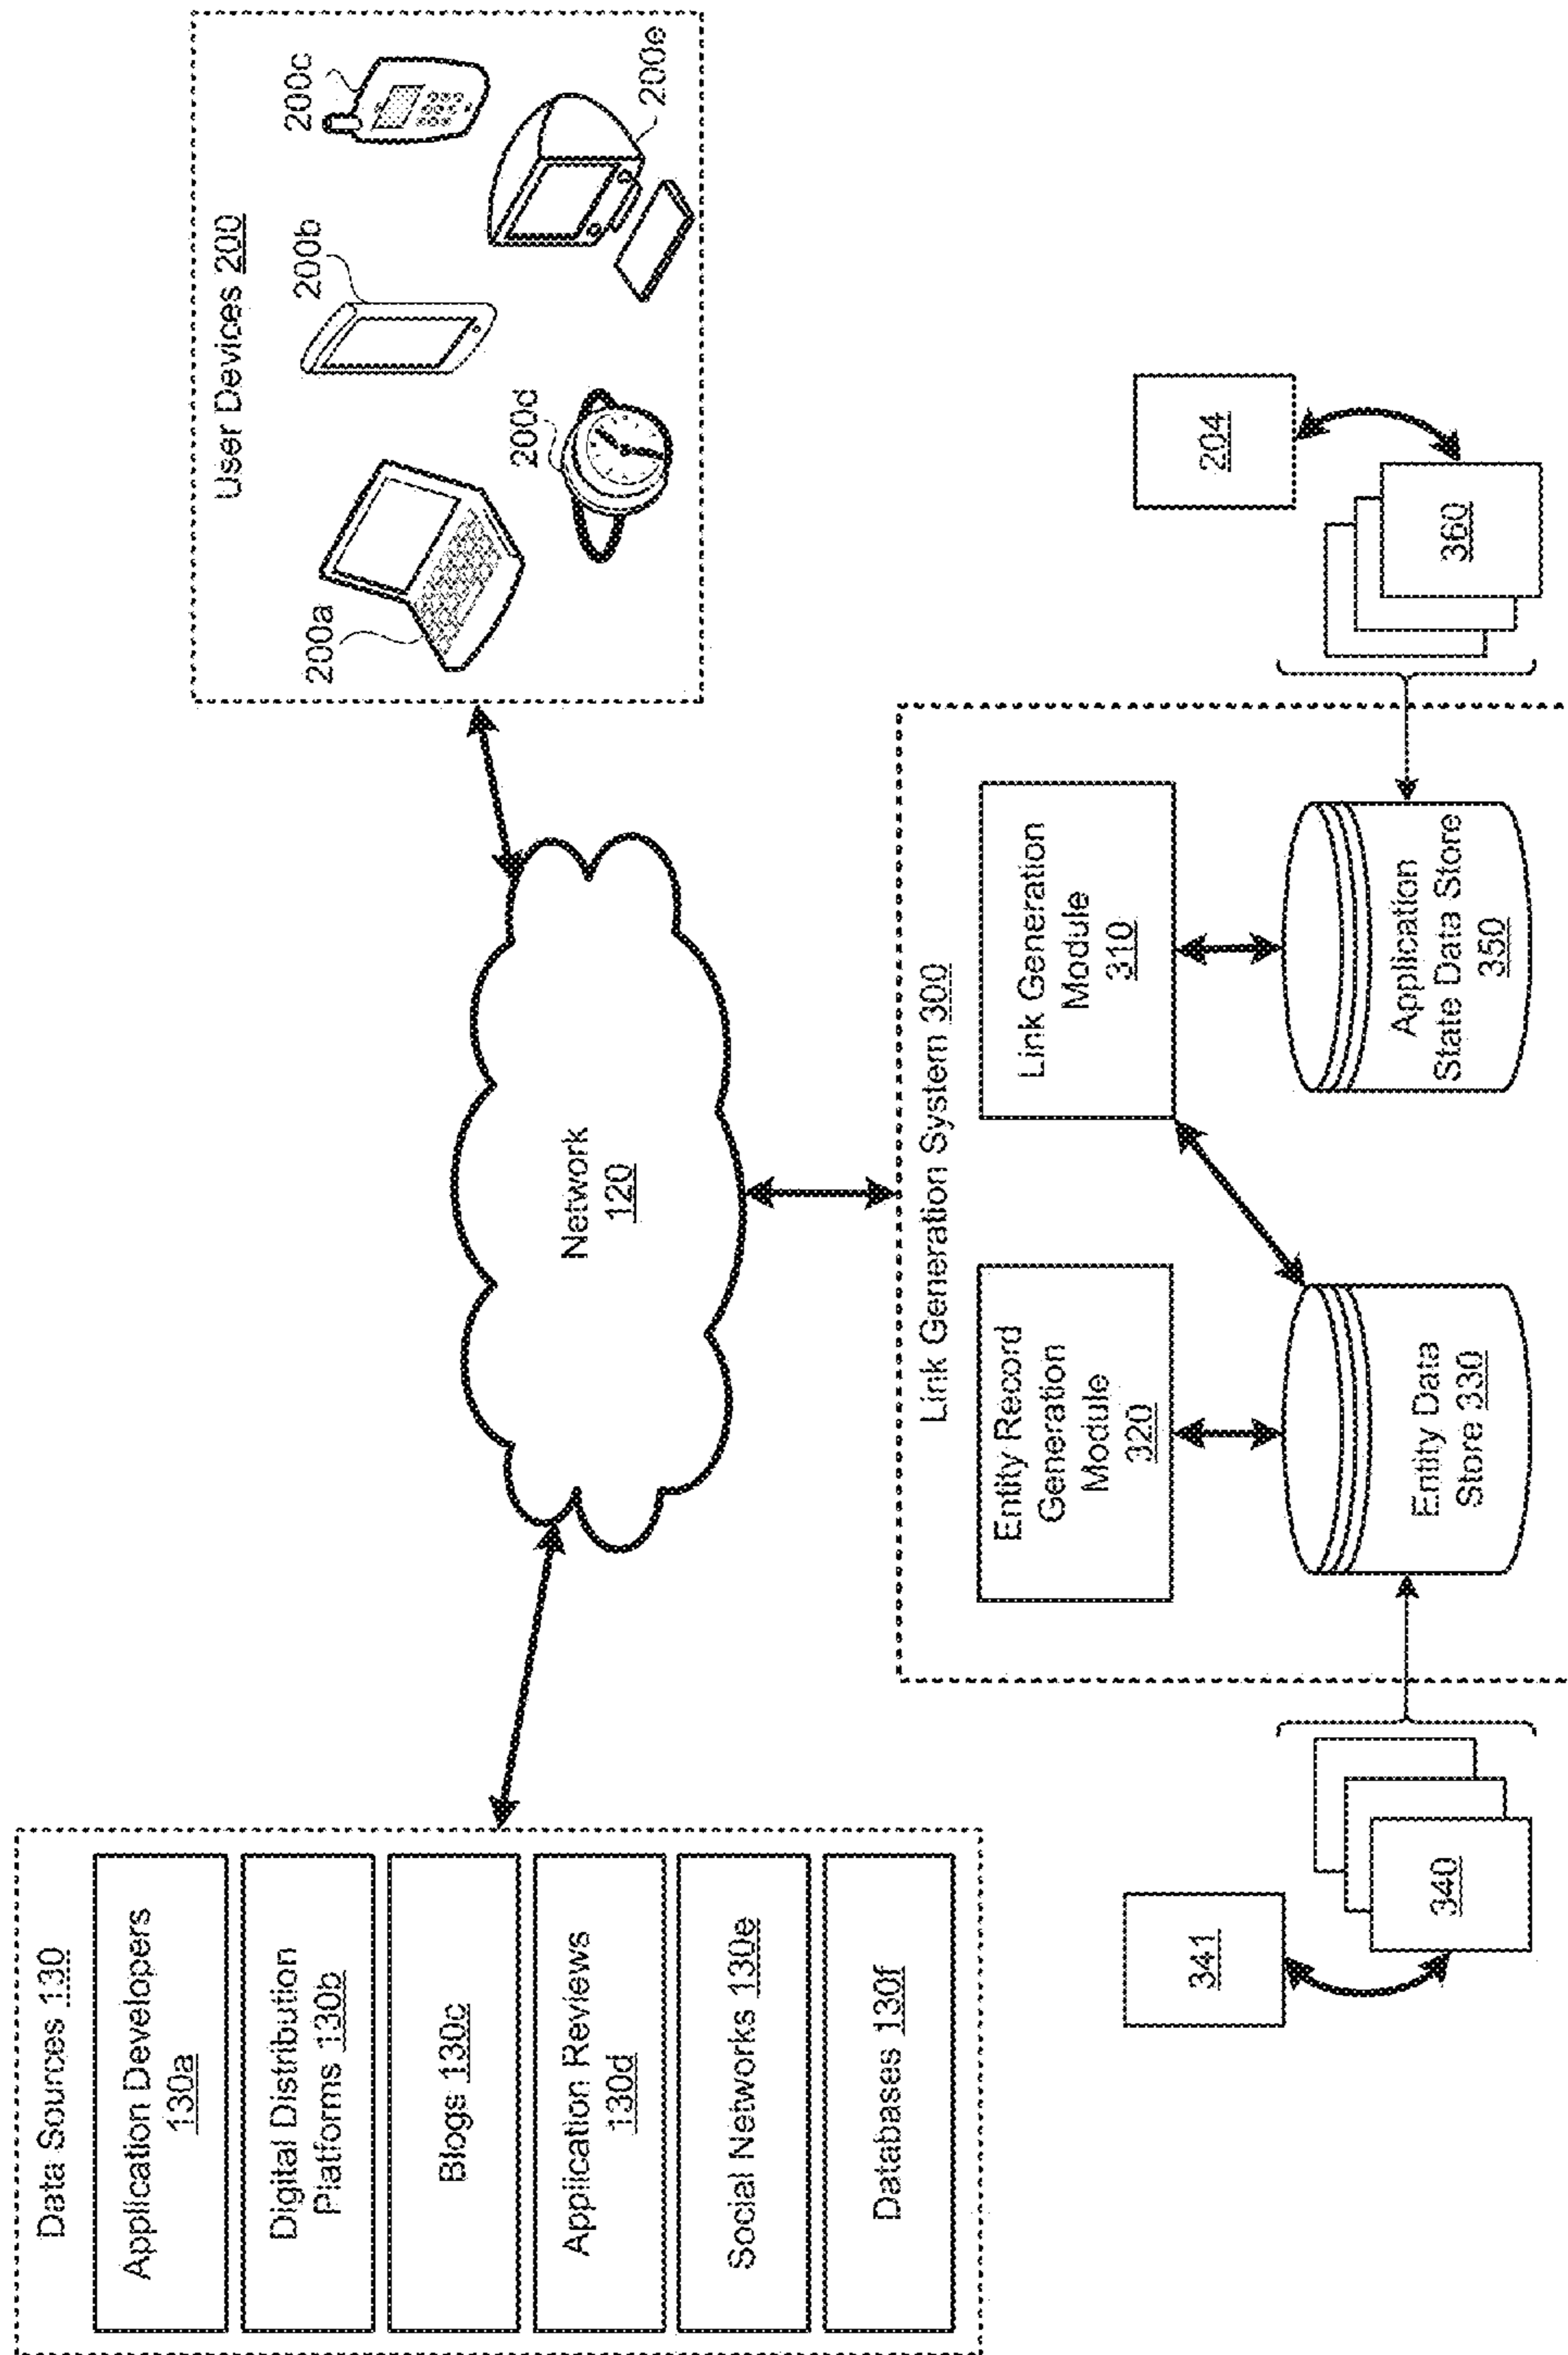 Data Sources 130
Application Developers
130a
Digital Distribution
Platforms 130b
Blogs 130c
Application Reviews
130d
Social Networks 130e
Databases 130f
Network
120
User Devices 200
200a
200b
200c
200d
200e
Link Generation System 300
Entity Record
Generation
Module
320
Link Generation
Module
310
Entity Data
Store 330
Application
State Data Store
350
341
340
204
360